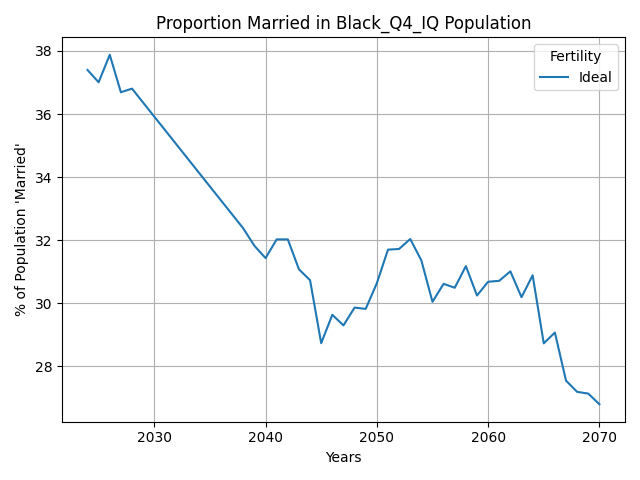 Proportion Married in Black_Q4_IQ Population
Fertility
Ideal
% of Population 'Married'
38
36
34
32
30
28
2030
2040
2050
2060
2070
Years